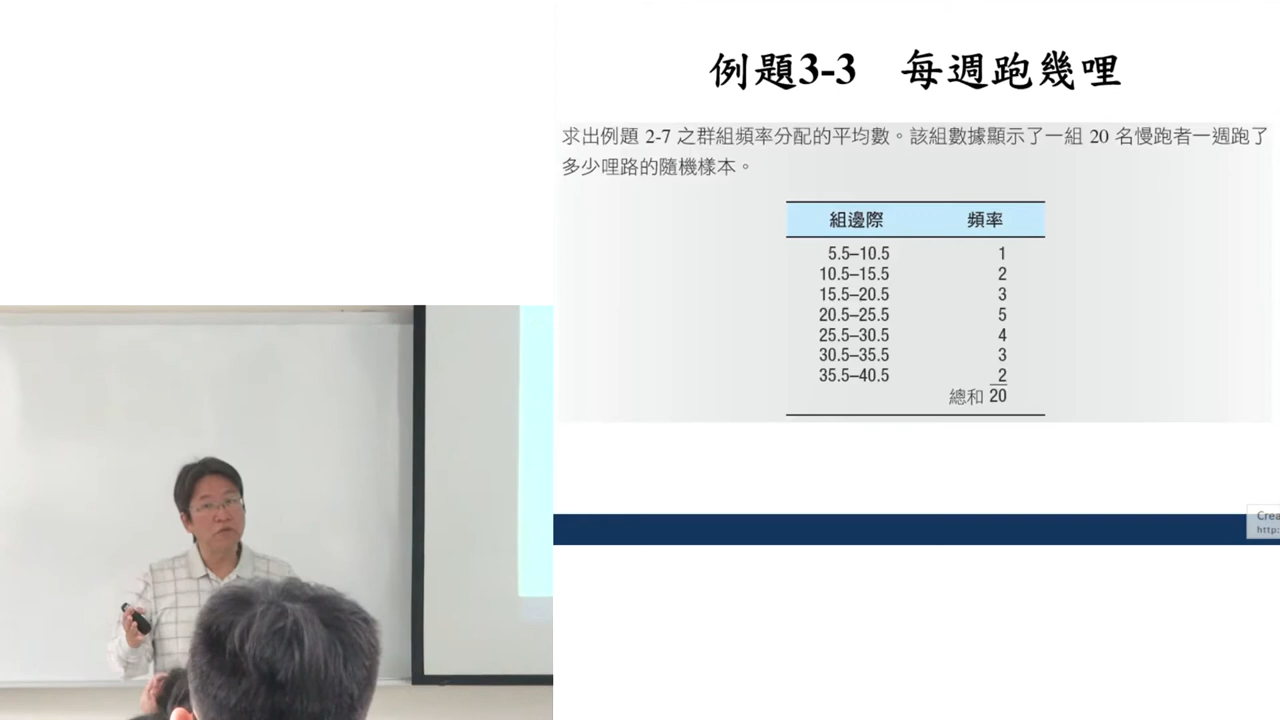 例題3-3 每週跑幾哩
求出例題 2-7 之群組頻率分配的平均數。該組數據顯示了一組 20 名慢跑者一週跑了
多少哩路的隨機樣本。
組邊際 頻率
5.5–10.5 1
10.5–15.5 2
15.5–20.5 3
20.5–25.5 5
25.5–30.5 4
30.5–35.5 3
35.5–40.5 2
總和 20
Crea
http: